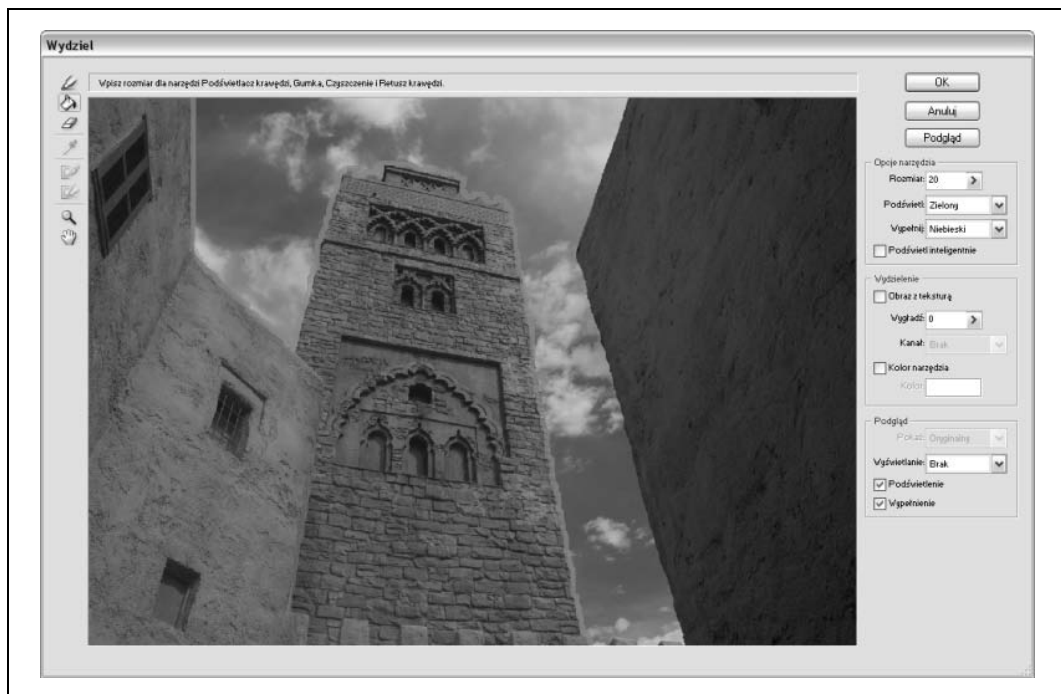 Wydziel
Wpisz rozmiar dla narzędzi Podświetlacz krawędzi, Gumka, Czyszczenie i Retusz krawędzi.
OK
Anuluj
Podgląd
Opcje narzędzia
Rozmiar: 20
Podświetl: Zielony
Wypełnij: Niebieski
Podświetl inteligentnie
Wydzielenie
Obraz z teksturą
Wygładź: 0
Kanał: Brak
Kolor narzędzia
Kolor:
Podgląd
Pokaż: Oryginalny
Wyświetlanie: Brak
Podświetlenie
Wypełnienie